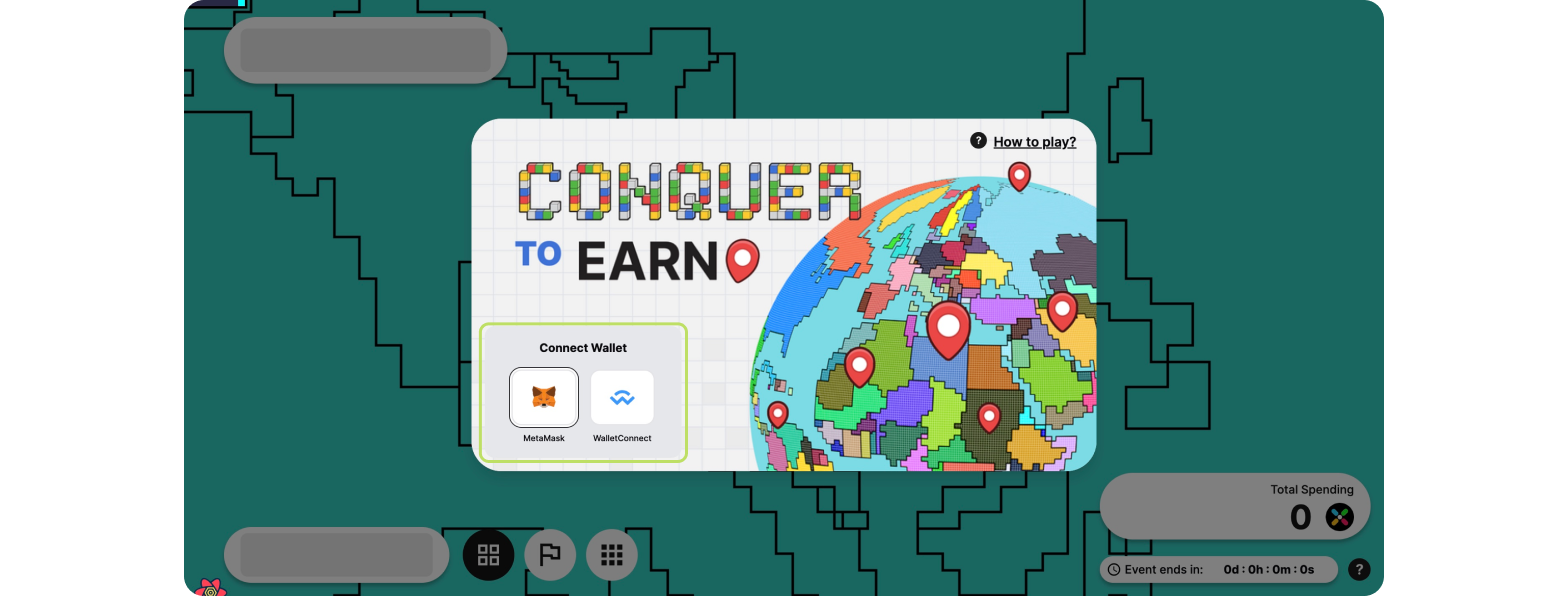 ? How to play?
CONQUER
TO EARN
Connect Wallet
MetaMask WalletConnect
Total Spending
0
Event ends in: 0d : 0h : 0m : 0s ?